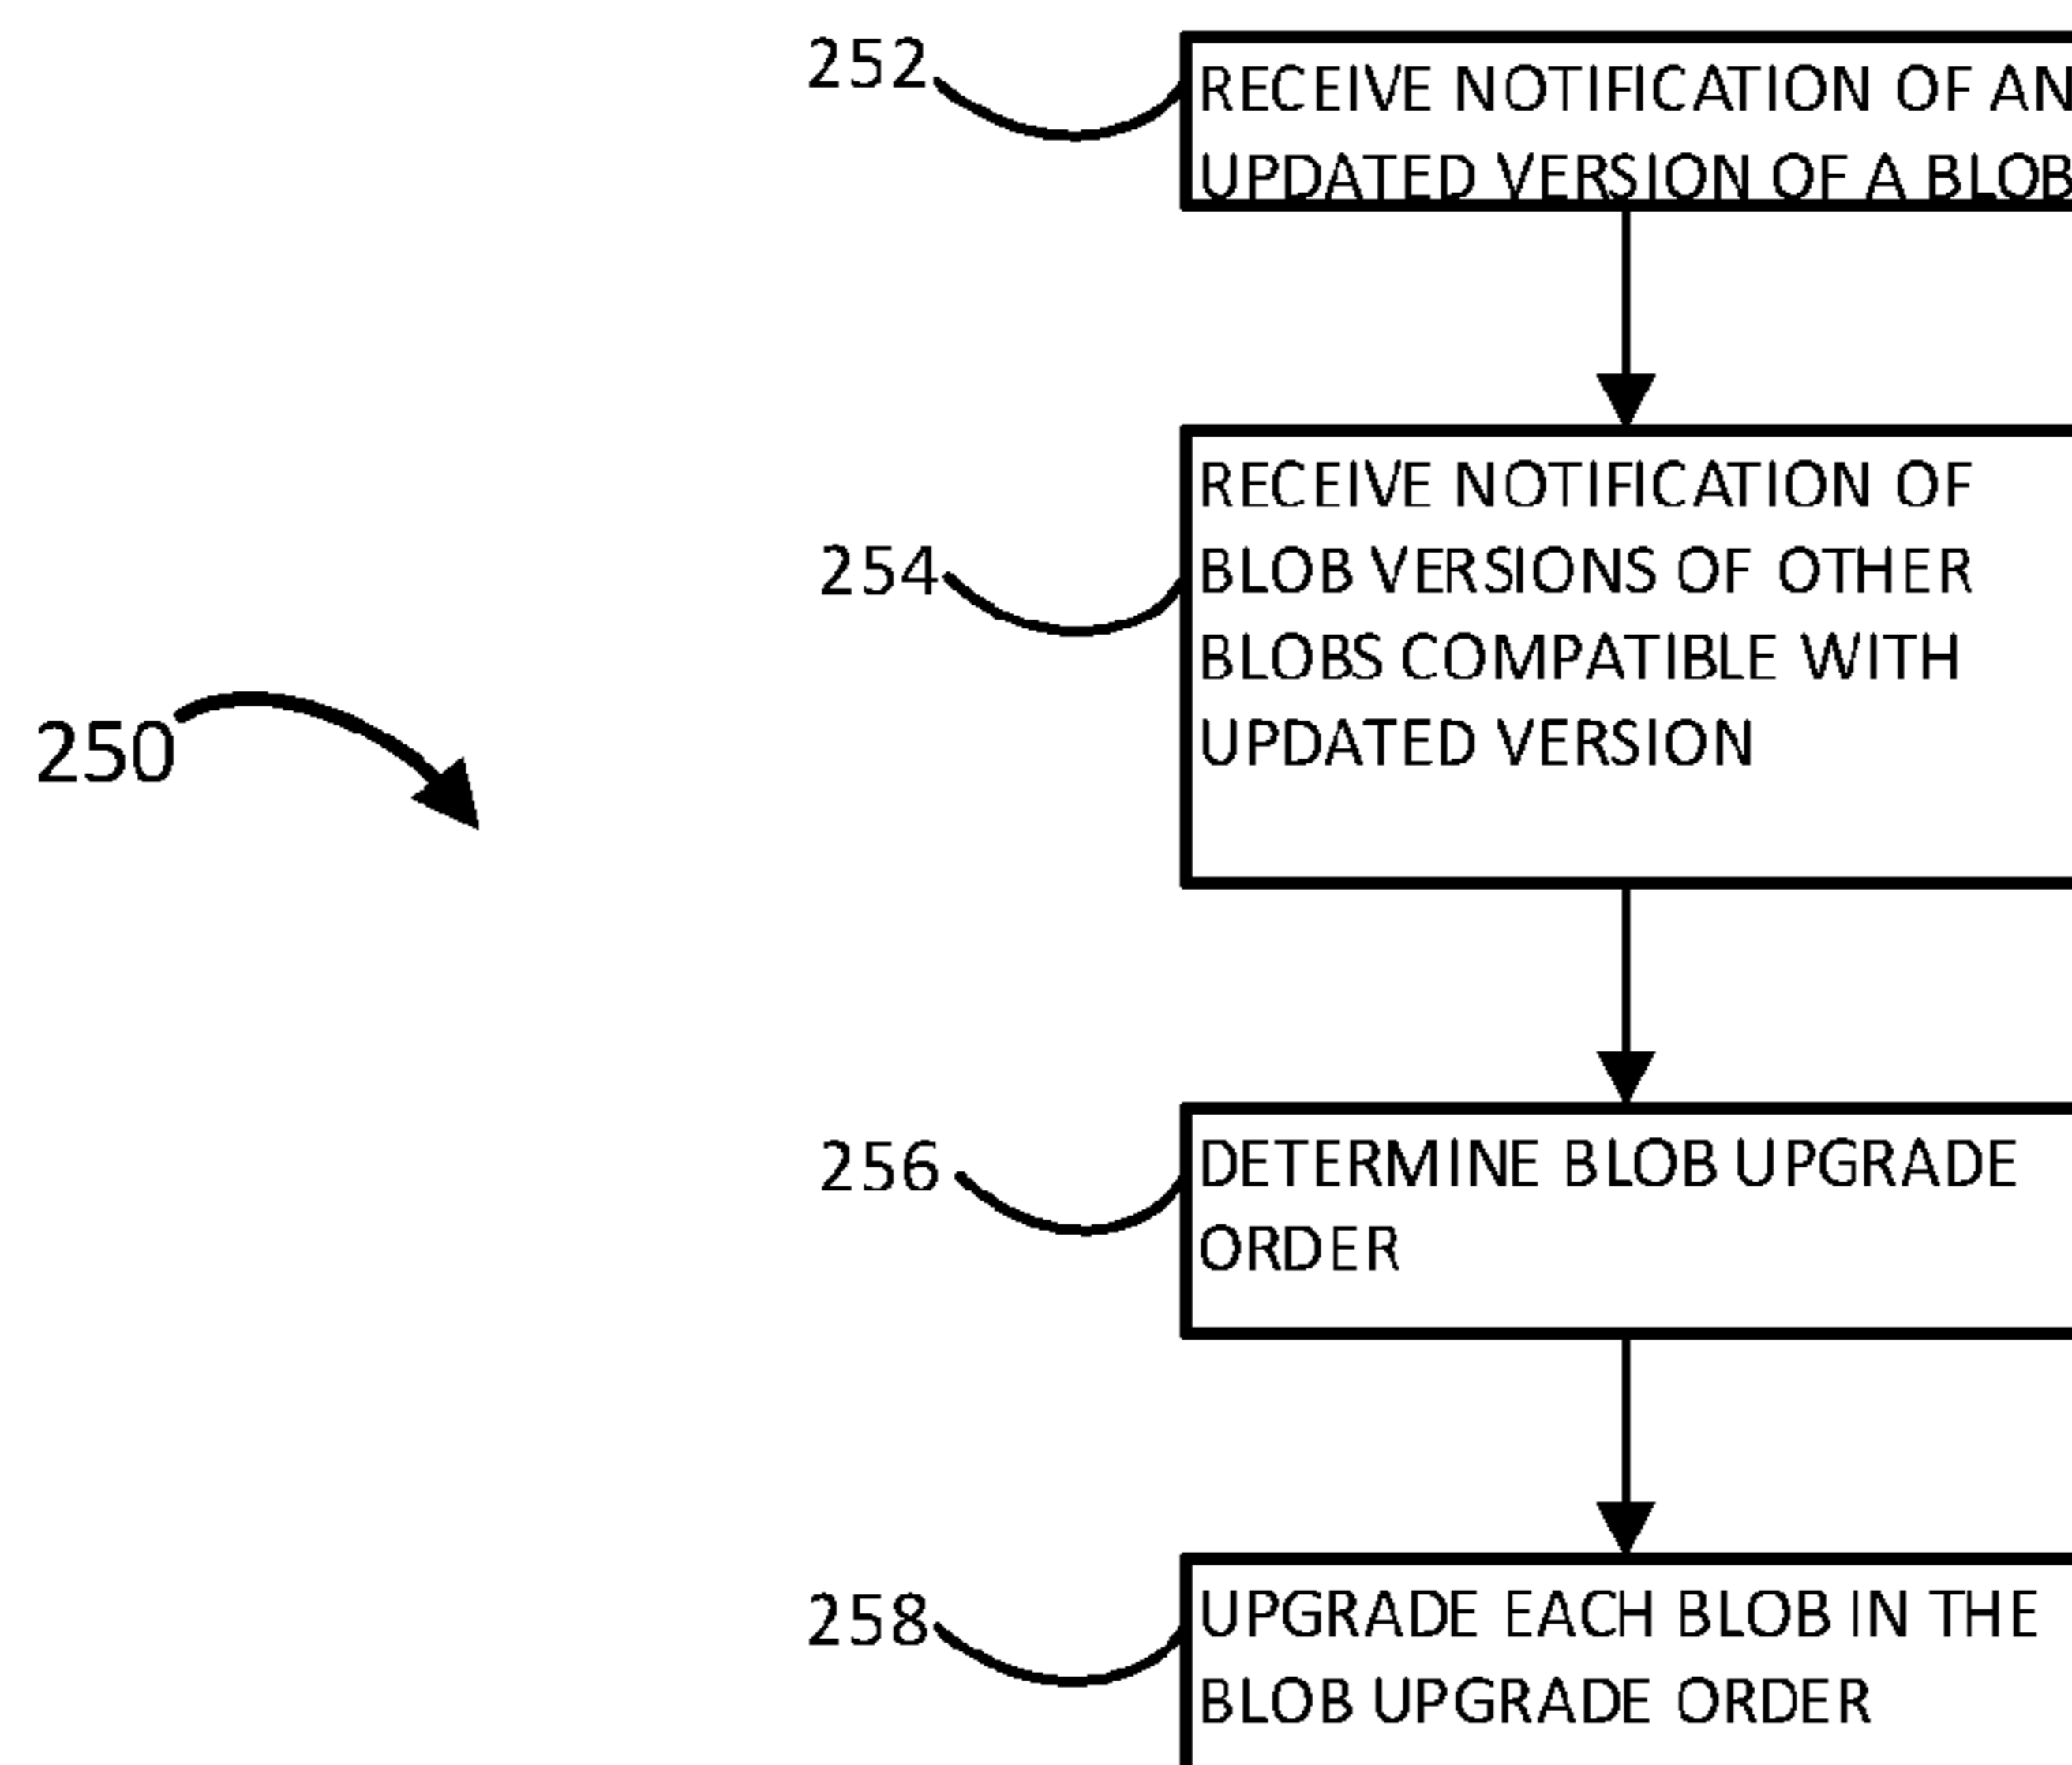 252
RECEIVE NOTIFICATION OF AN
UPDATED VERSION OF A BLOB
254
RECEIVE NOTIFICATION OF
BLOB VERSIONS OF OTHER
BLOBS COMPATIBLE WITH
UPDATED VERSION
250
256
DETERMINE BLOB UPGRADE
ORDER
258
UPGRADE EACH BLOB IN THE
BLOB UPGRADE ORDER